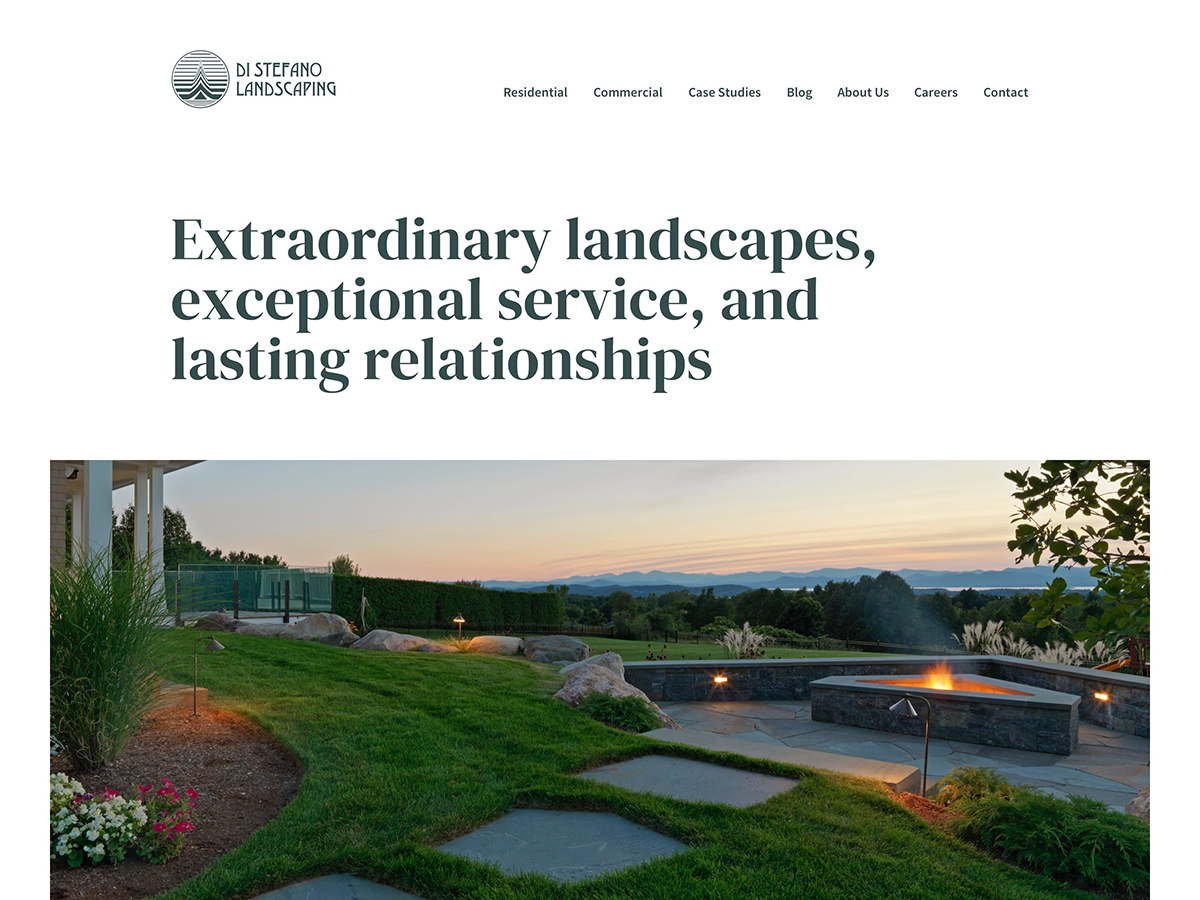 DI STEFANO
LANDSCAPING
Residential Commercial Case Studies Blog About Us Careers Contact
Extraordinary landscapes,
exceptional service, and
lasting relationships